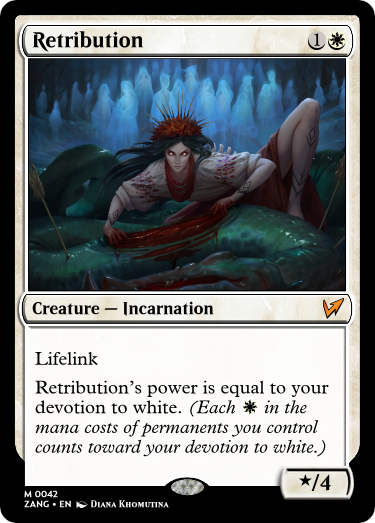 Retribution 1
Creature — Incarnation
Lifelink
Retribution's power is equal to your
devotion to white. (Each in the
mana costs of permanents you control
counts toward your devotion to white.)
★/4
M 0042
ZANG • EN Diana Khomutina